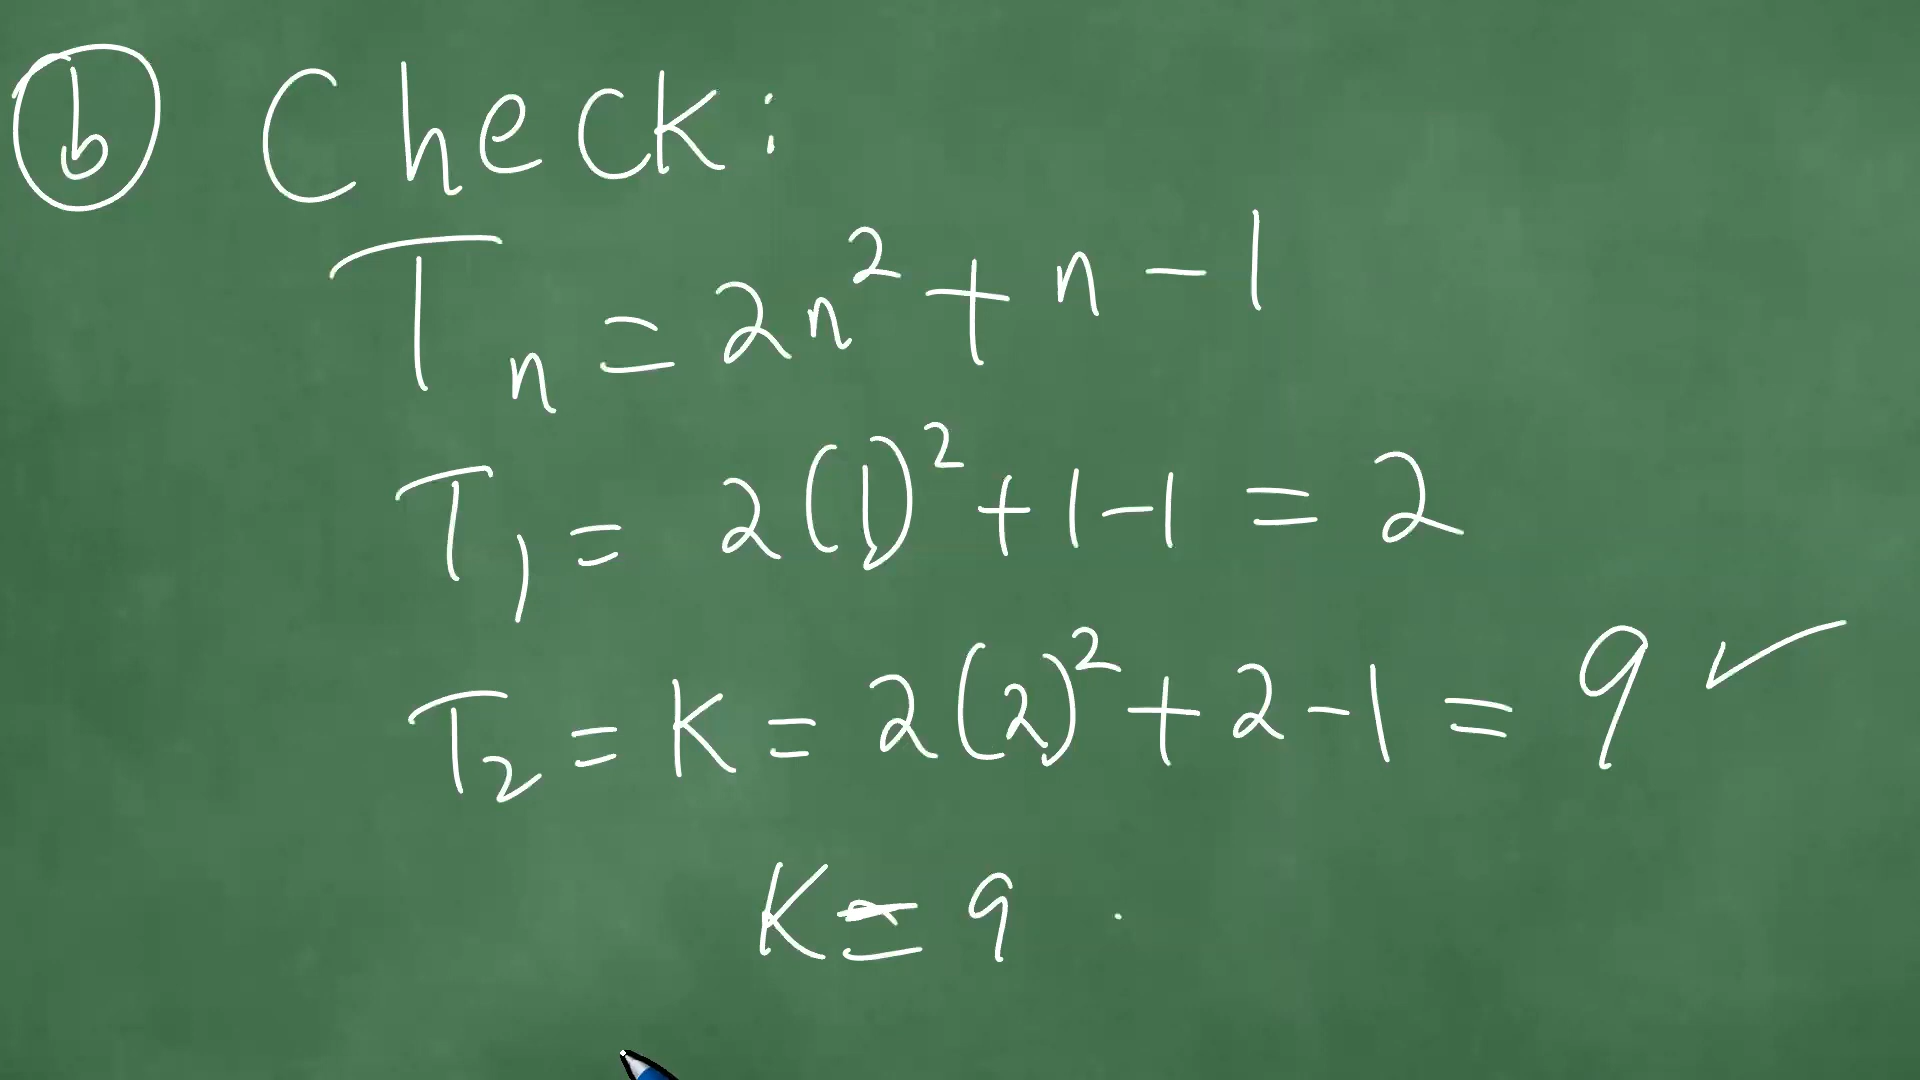 b Check:
Tn = 2n² + n - 1
T1 = 2(1)² + 1 - 1 = 2
T2 = K = 2(2)² + 2 - 1 = 9 ✓
K = 9